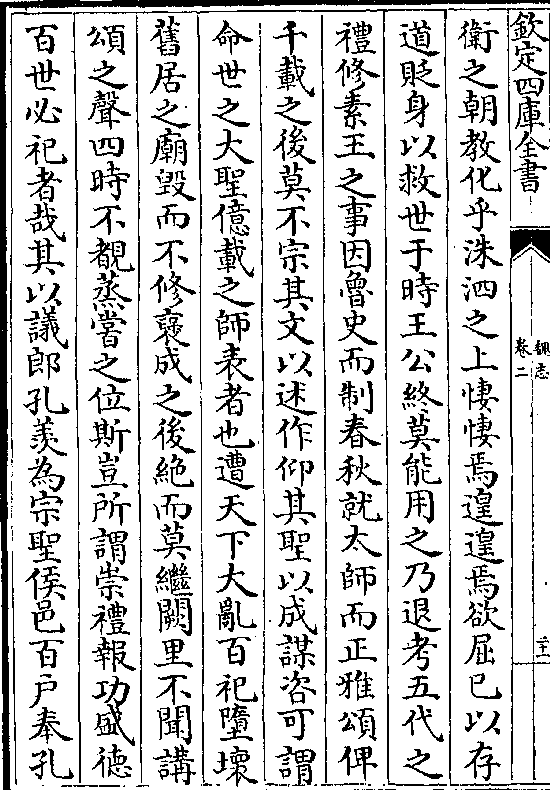 欽定四庫全書
魏志
卷二
二十一
衛之朝教化乎洙泗之上悽悽焉遑遑焉欲屈已以存
道貶身以救世于時王公終莫能用之乃退考五代之
禮修素王之事因魯史而制春秋就太師而正雅頌俾
千載之後莫不宗其文以述作仰其聖以成謀咨可謂
命世之大聖億載之師表者也遭天下大亂百祀墮壞
舊居之廟毀而不修襃成之後絶而莫繼闕里不聞講
頌之聲四時不覩蒸嘗之位斯豈所謂崇禮報功盛德
百世必祀者哉其以議郎孔羨為宗聖侯邑百戶奉孔